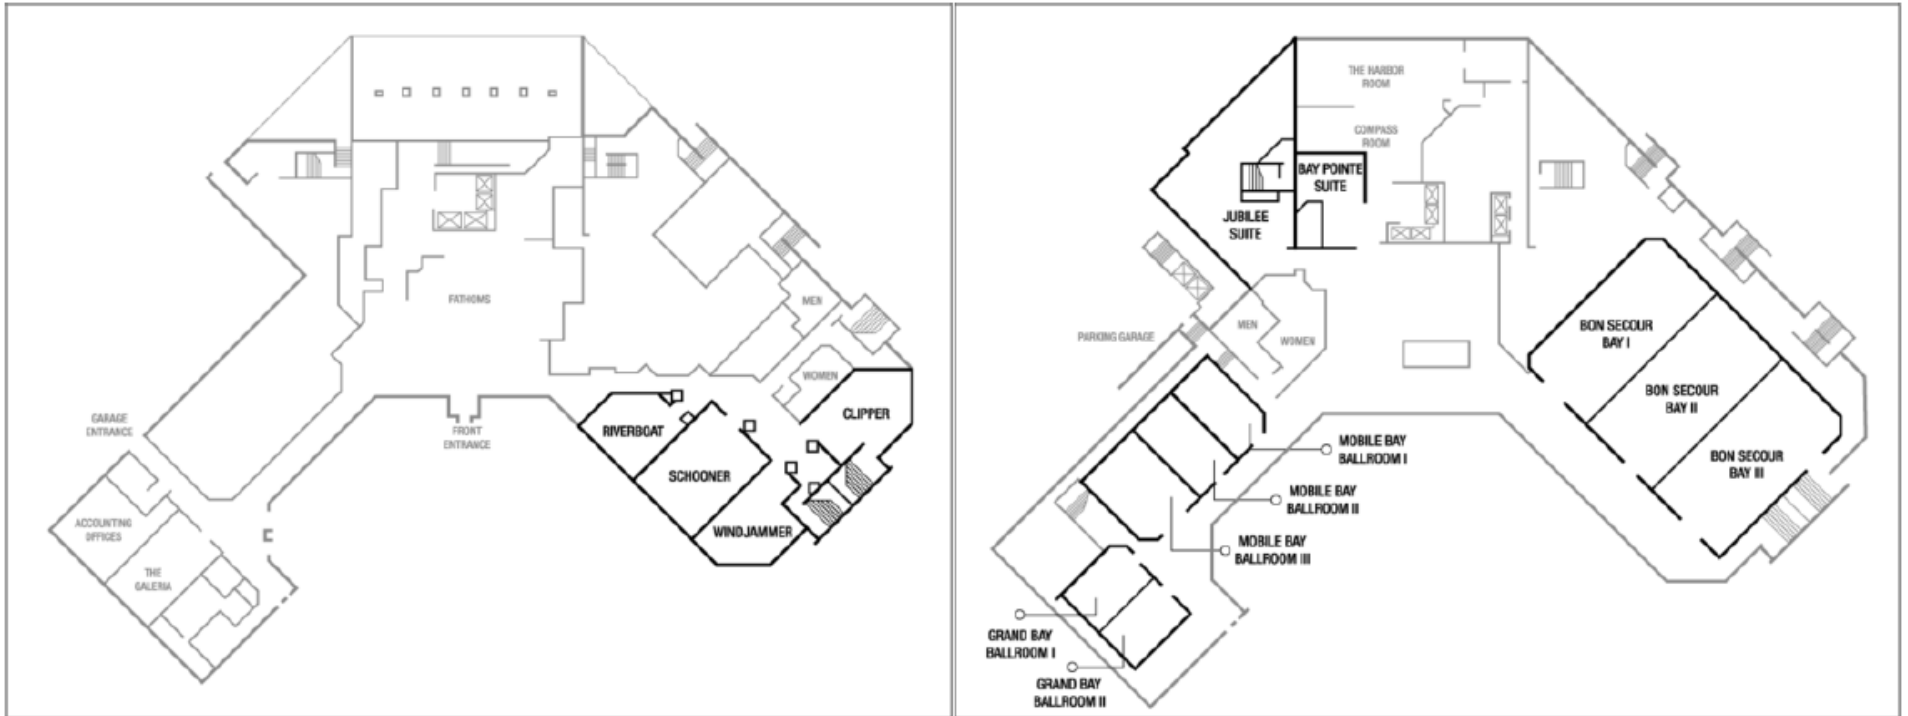 FATHOMS
MEN
WOMEN
CLIPPER
RIVERBOAT
SCHOONER
WINDJAMMER
GARAGE
ENTRANCE
FRONT
ENTRANCE
ACCOUNTING
OFFICES
THE
GALERIA
THE HARBOR
ROOM
COMPASS
ROOM
BAY POINTE
SUITE
JUBILEE
SUITE
PARKING GARAGE
MEN
WOMEN
BON SECOUR
BAY I
BON SECOUR
BAY II
BON SECOUR
BAY III
MOBILE BAY
BALLROOM I
MOBILE BAY
BALLROOM II
MOBILE BAY
BALLROOM III
GRAND BAY
BALLROOM I
GRAND BAY
BALLROOM II